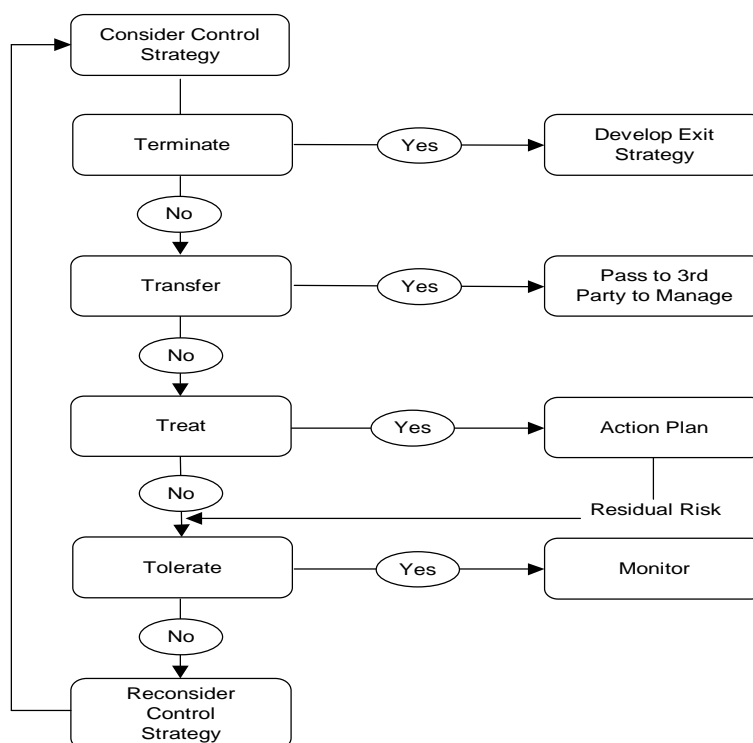 Consider Control
Strategy
Terminate
Yes
Develop Exit
Strategy
No
Transfer
Yes
Pass to 3rd
Party to Manage
No
Treat
Yes
Action Plan
No
Residual Risk
Tolerate
Yes
Monitor
No
Reconsider
Control
Strategy